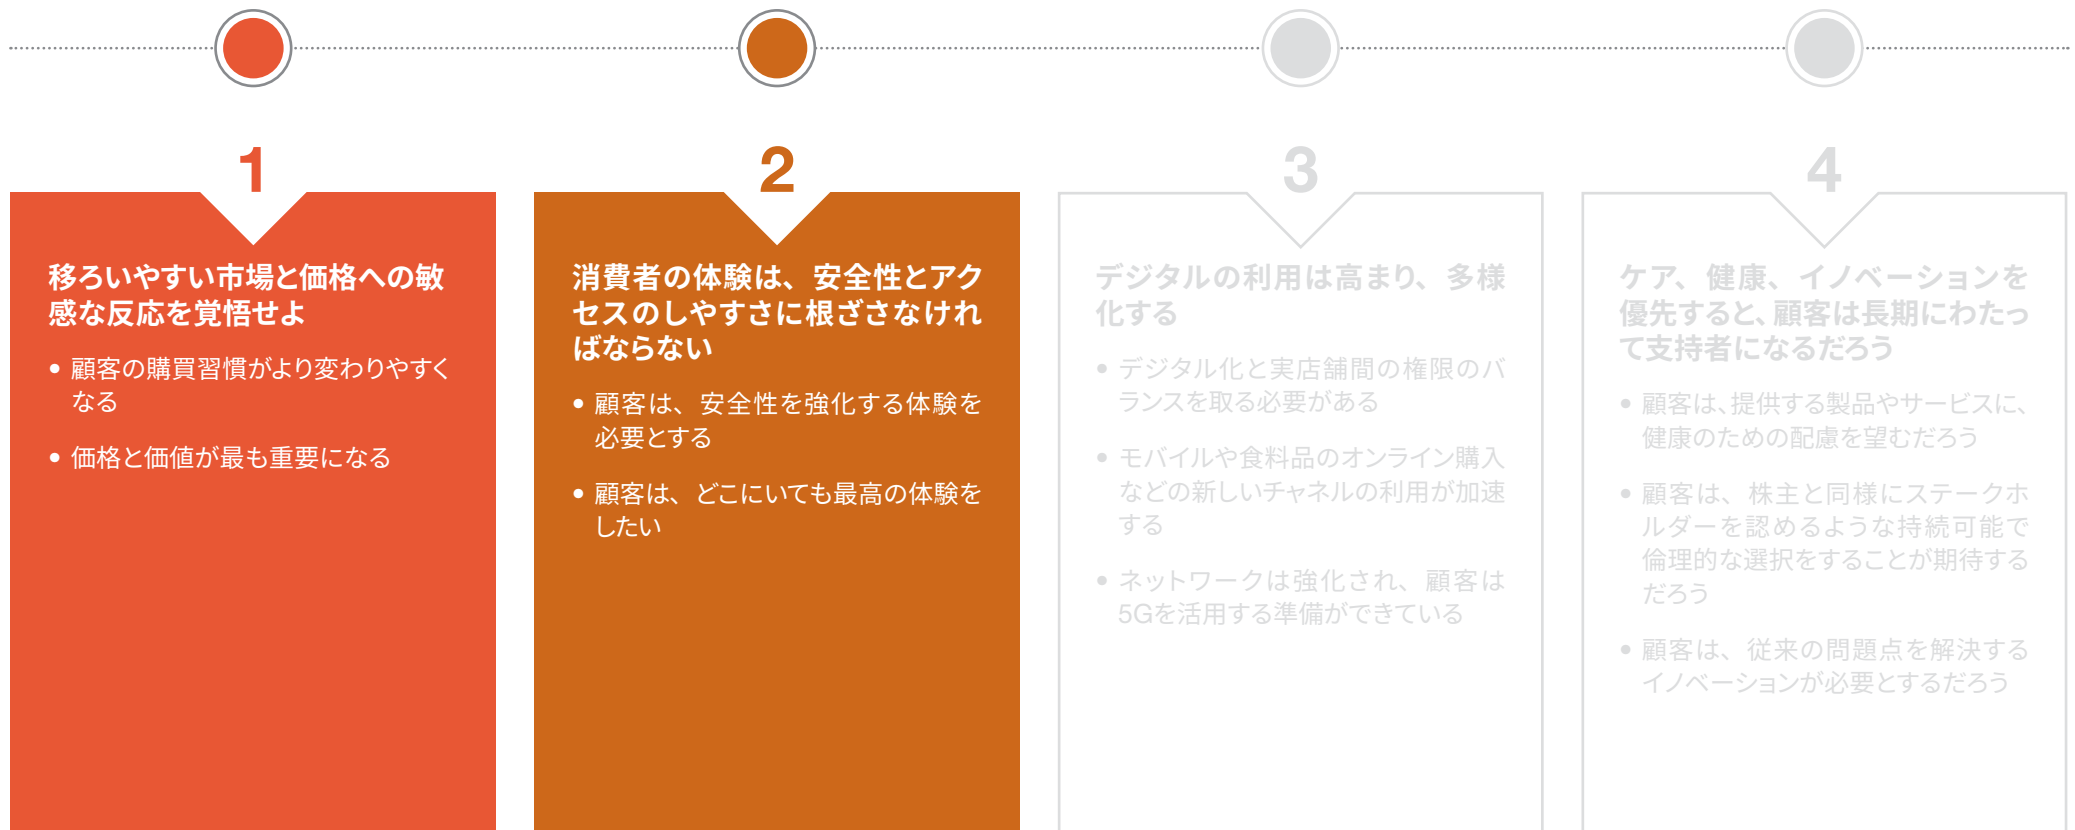 1
移ろいやすい市場と価格への敏
感な反応を覚悟せよ
• 顧客の購買習慣がより変わりやすく
なる
• 価格と価値が最も重要になる
2
消費者の体験は、安全性とアク
セスのしやすさに根ざさなけれ
ばならない
• 顧客は、安全性を強化する体験を
必要とする
• 顧客は、どこにいても最高の体験を
したい
3
デジタルの利用は高まり、多様
化する
• デジタル化と実店舗間の権限のバ
ランスを取る必要がある
• モバイルや食料品のオンライン購入
などの新しいチャネルの利用が加速
する
• ネットワークは強化され、顧客は
5Gを活用する準備ができている
4
ケア、健康、イノベーションを
優先すると、顧客は長期にわたっ
て支持者になるだろう
• 顧客は、提供する製品やサービスに、
健康のための配慮を望むだろう
• 顧客は、株主と同様にステークホ
ルダーを認めるような持続可能で
倫理的な選択をすることが期待する
だろう
• 顧客は、従来の問題点を解決する
イノベーションが必要とするだろう